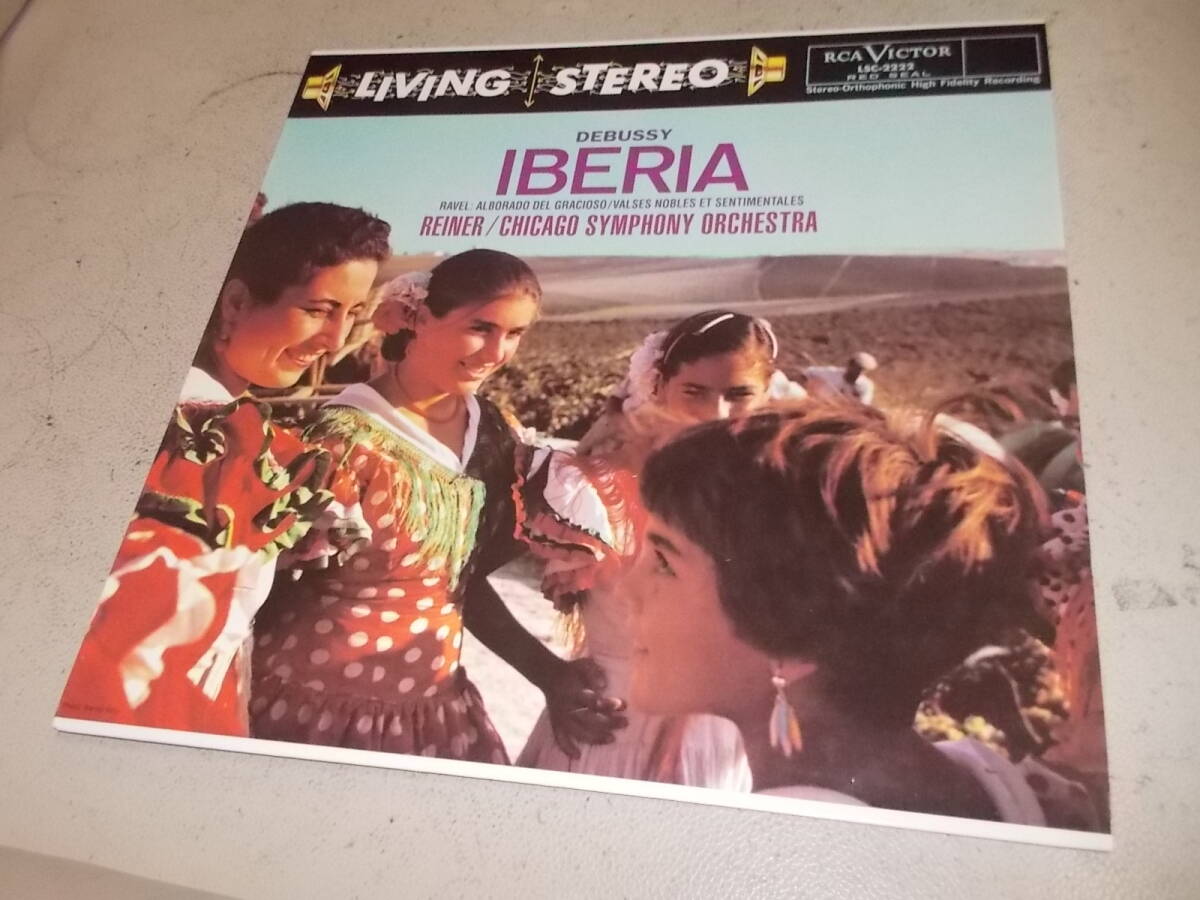 LIVING STEREO
RCA VICTOR
LSC-2222
RED SEAL
Stereo-Orthophonic High Fidelity Recording
DEBUSSY
IBERIA
RAVEL: ALBORADO DEL GRACIOSO/VALSES NOBLES ET SENTIMENTALES
REINER/CHICAGO SYMPHONY ORCHESTRA